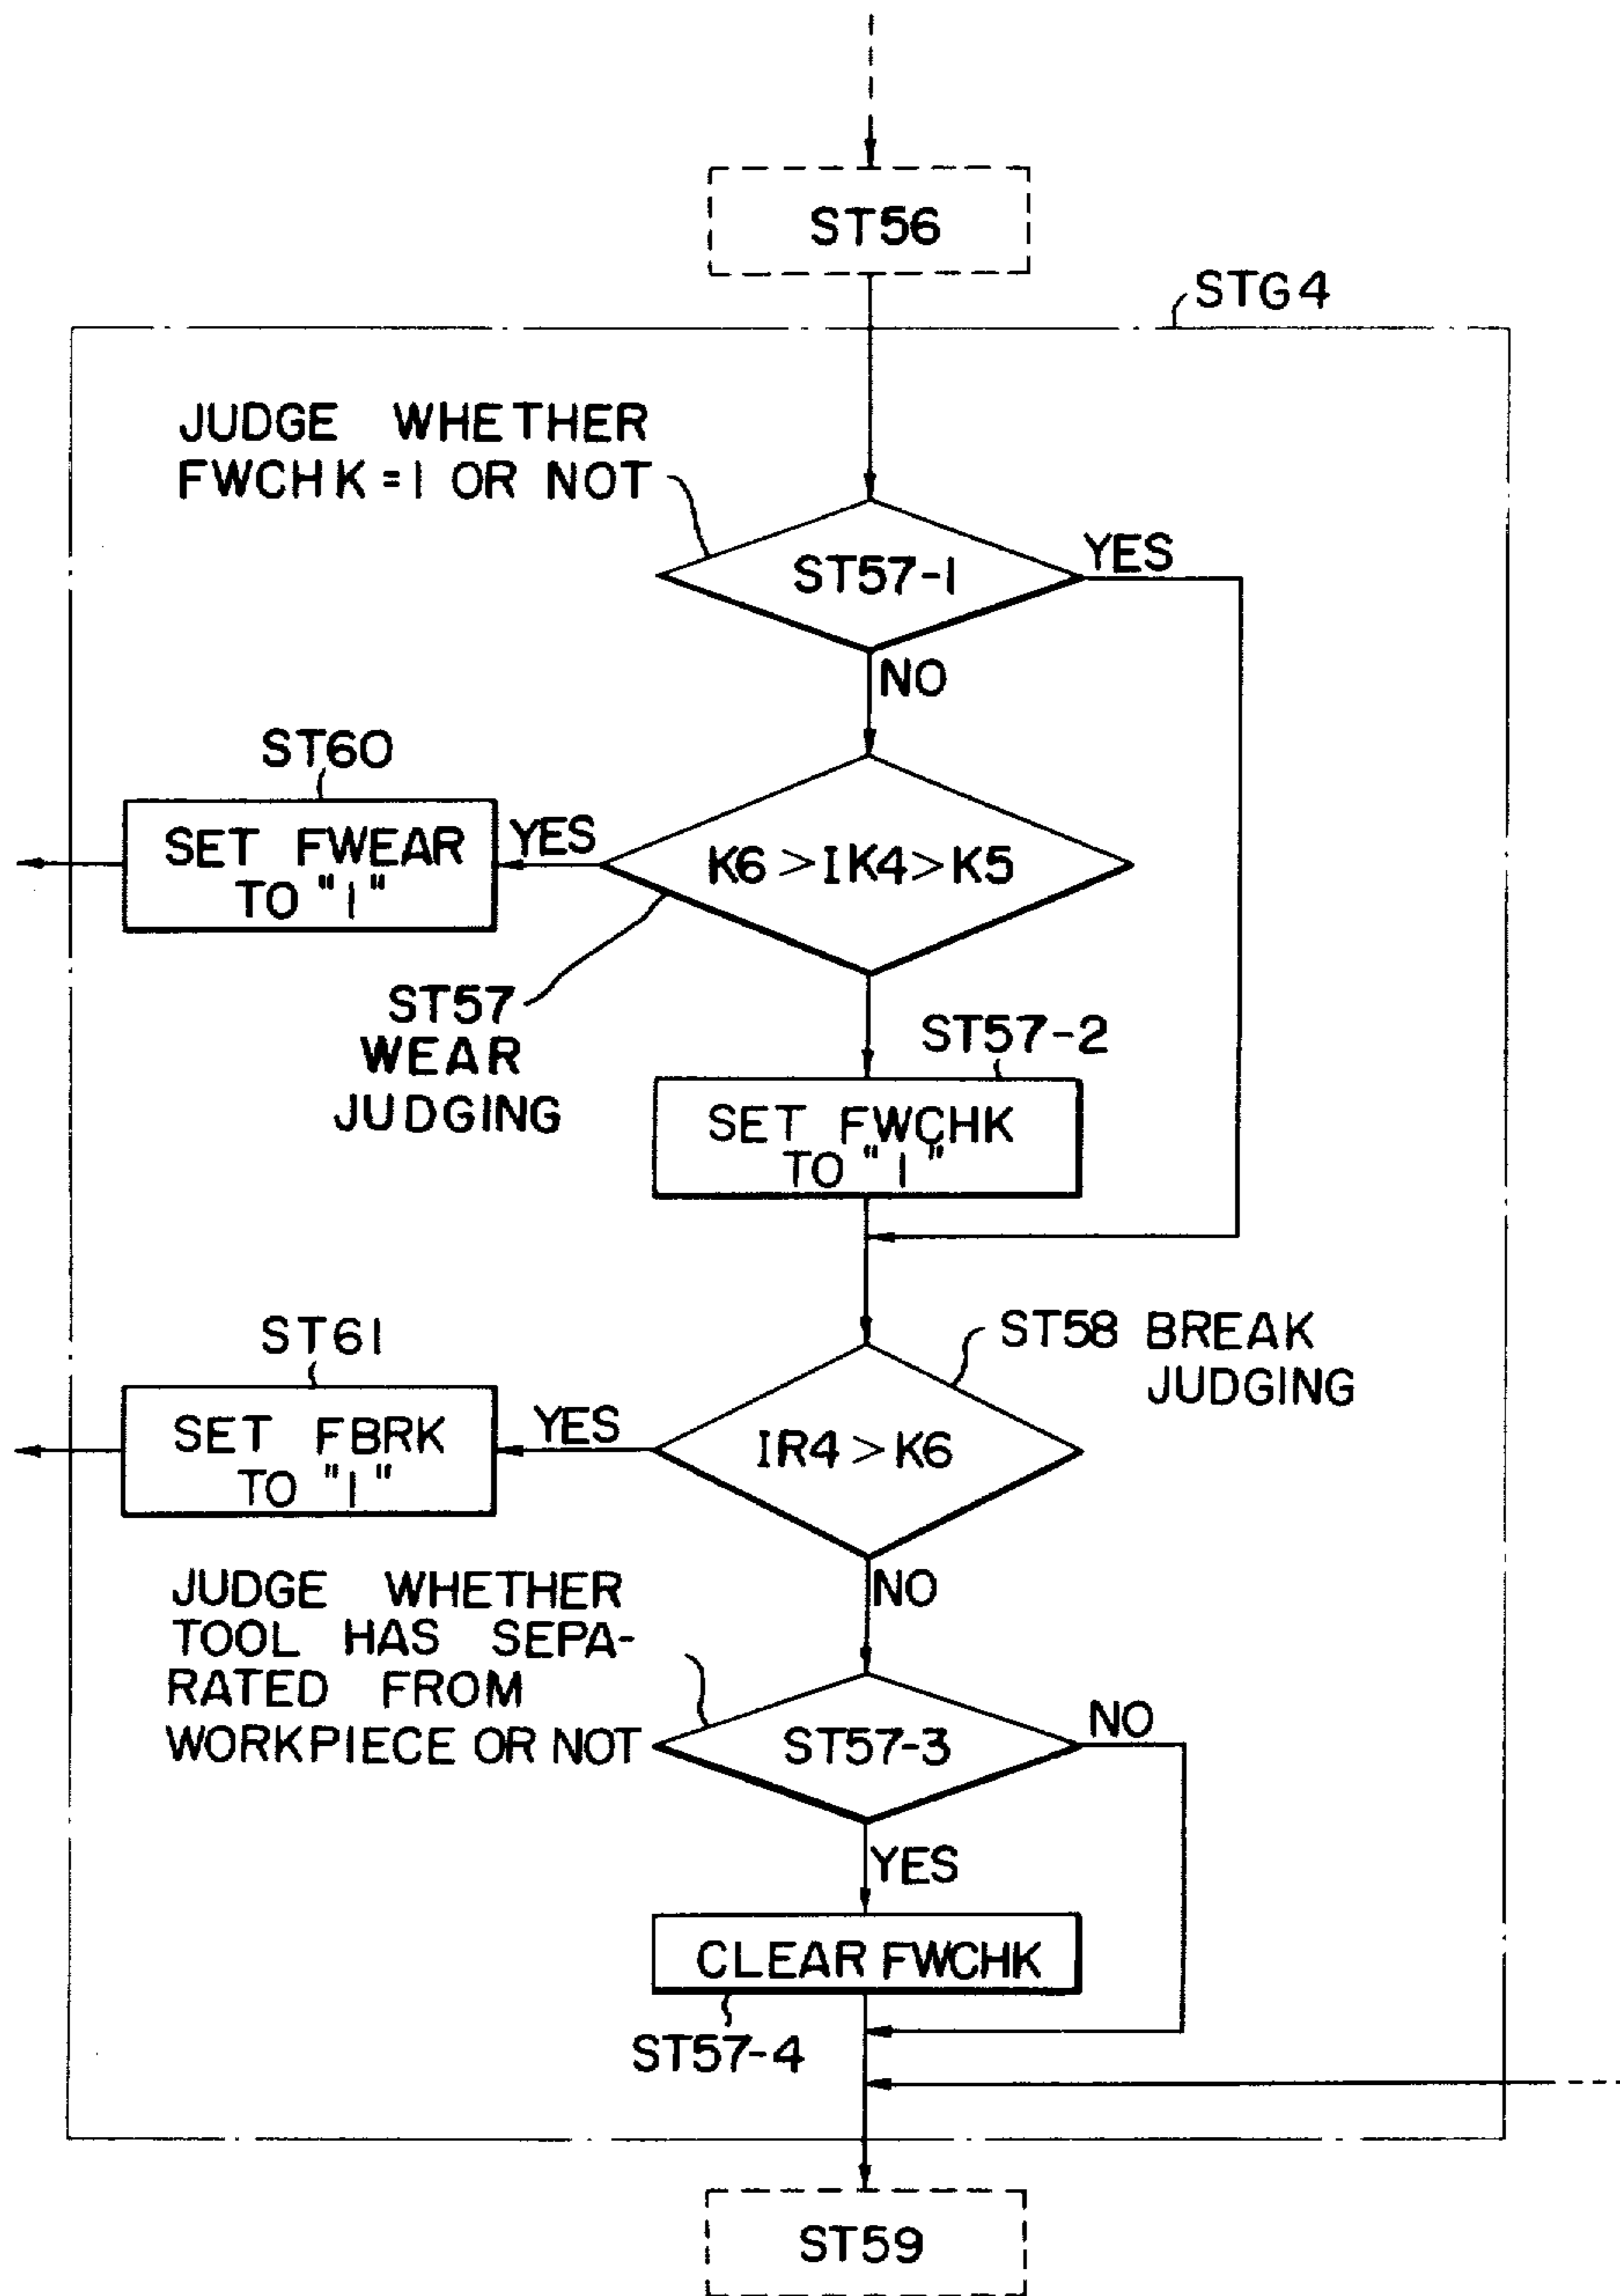 ST56
STG4
JUDGE WHETHER
FWCHK=1 OR NOT
ST57-1
YES
NO
ST60
SET FWEAR
TO "1"
YES
K6>IK4>K5
ST57
WEAR
JUDGING
ST57-2
SET FWCHK
TO "1"
ST61
SET FBRK
TO "1"
YES
ST58 BREAK
JUDGING
IR4>K6
NO
JUDGE WHETHER
TOOL HAS SEPA-
RATED FROM
WORKPIECE OR NOT
ST57-3
NO
YES
CLEAR FWCHK
ST57-4
ST59